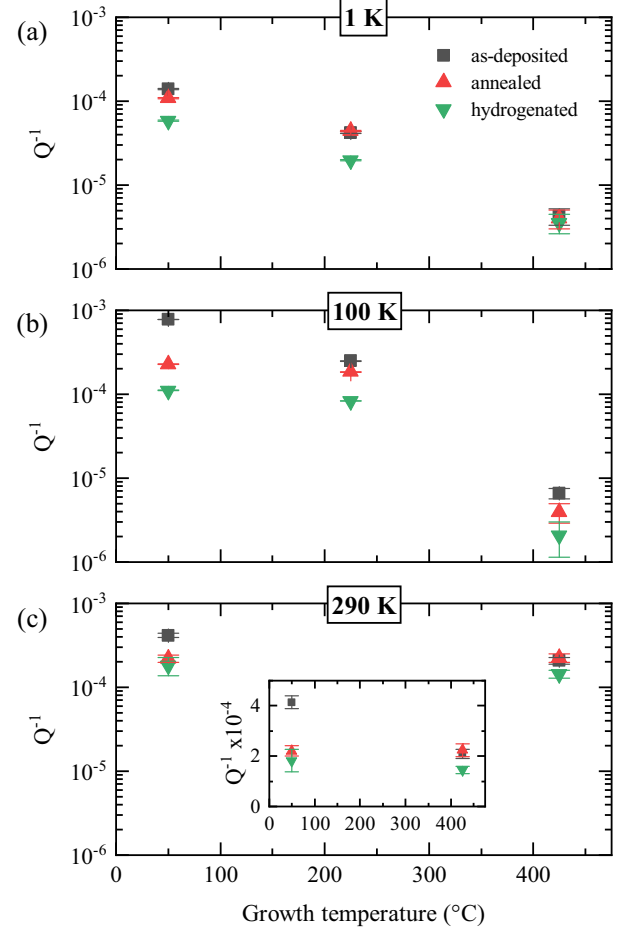 (a)
1 K
10⁻³
10⁻⁴
10⁻⁵
10⁻⁶
Q⁻¹
as-deposited
annealed
hydrogenated
(b)
100 K
10⁻³
10⁻⁴
10⁻⁵
10⁻⁶
Q⁻¹
(c)
290 K
10⁻³
10⁻⁴
10⁻⁵
10⁻⁶
Q⁻¹
Q⁻¹ x10⁻⁴
4
2
0
0 100 200 300 400
0 100 200 300 400
Growth temperature (°C)